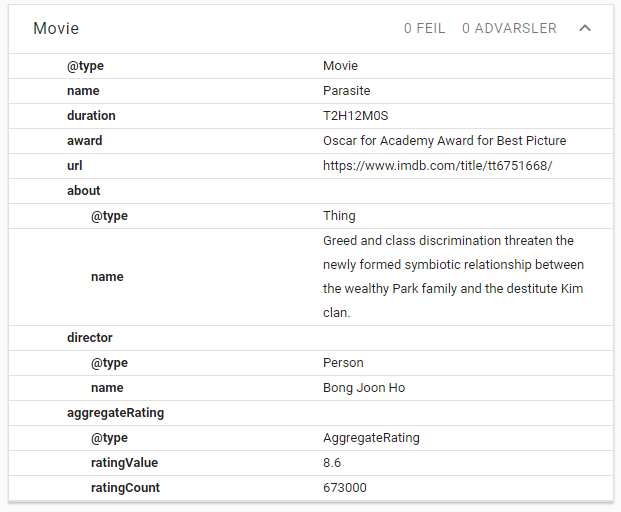 Movie 0 FEIL 0 ADVARSLER
@type Movie
name Parasite
duration T2H12M0S
award Oscar for Academy Award for Best Picture
url https://www.imdb.com/title/tt6751668/
about
@type Thing
name Greed and class discrimination threaten the
newly formed symbiotic relationship between
the wealthy Park family and the destitute Kim
clan.
director
@type Person
name Bong Joon Ho
aggregateRating
@type AggregateRating
ratingValue 8.6
ratingCount 673000